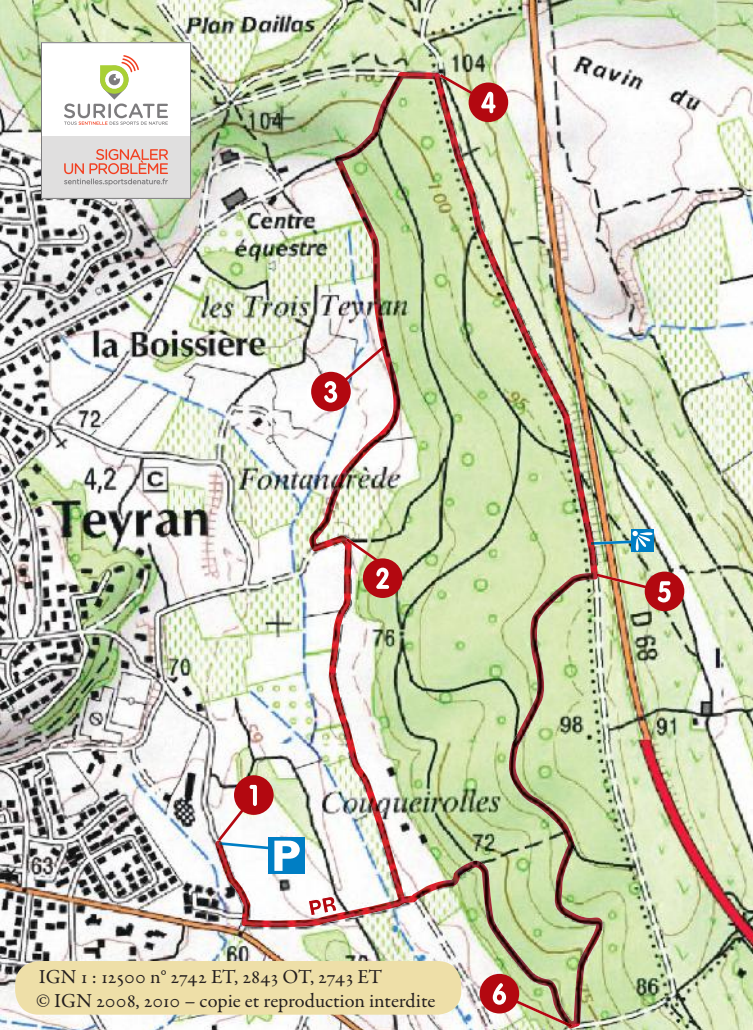 Plan Daillas
104
Ravin du
4
SURICATE
TOUS SENTINELLE DES SPORTS DE NATURE
SIGNALER
UN PROBLÈME
sentinelles.sportsdenature.fr
104
100
Centre
équestre
les Trois Teyran
la Boissière
3
95
72
4,2 C
Fontanarède
Teyran
2
5
76
D 68
70
98
91
63
1
Couqueirolles
P
72
63
PR
60
6
75
86
IGN 1 : 12500 n° 2742 ET, 2843 OT, 2743 ET
© IGN 2008, 2010 – copie et reproduction interdite